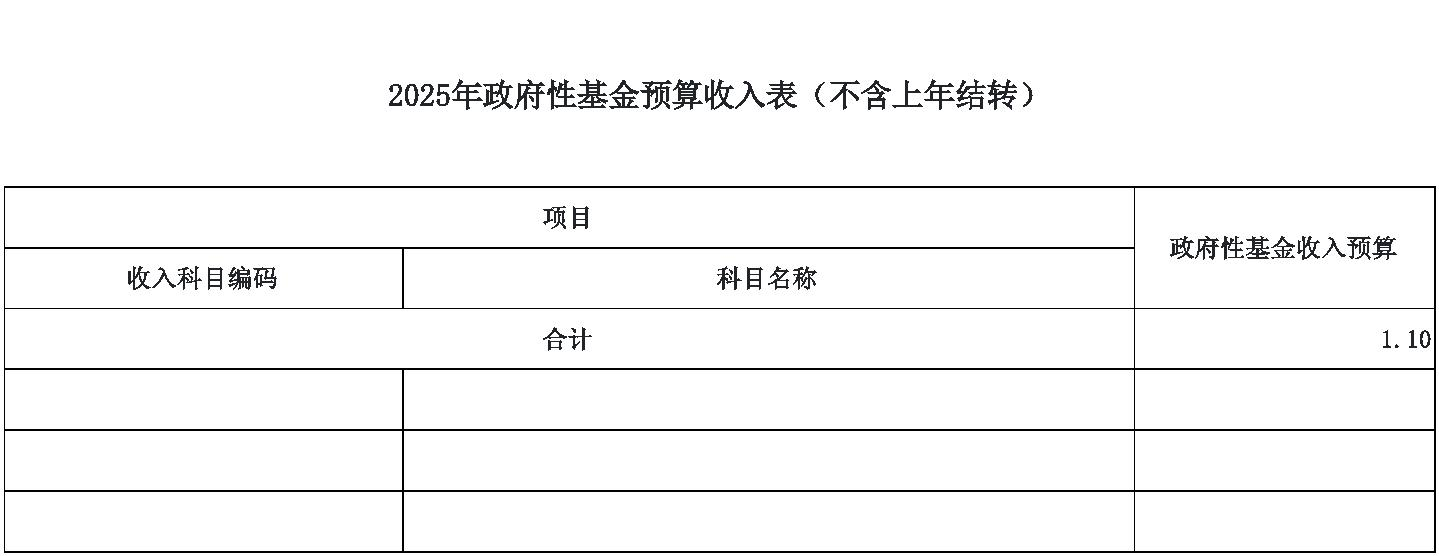 2025年政府性基金预算收入表（不含上年结转）
项目
政府性基金收入预算
收入科目编码
科目名称
合计
1.10